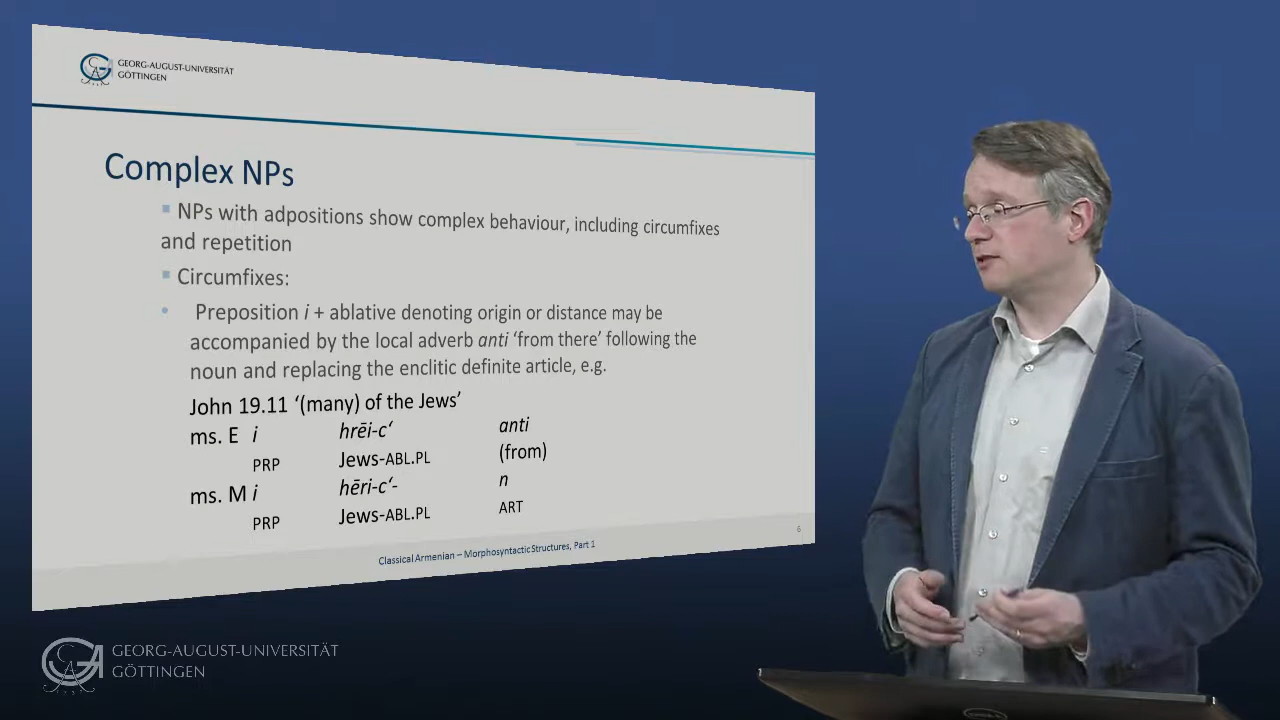 GEORG-AUGUST-UNIVERSITÄT
GÖTTINGEN
Complex NPs
NPs with adpositions show complex behaviour, including circumfixes
and repetition
Circumfixes:
Preposition i + ablative denoting origin or distance may be
accompanied by the local adverb anti ‘from there’ following the
noun and replacing the enclitic definite article, e.g.
John 19.11 ‘(many) of the Jews’
ms. E i hrēi-c‘ anti
PRP Jews-ABL.PL (from)
ms. M i hēri-c‘- n
PRP Jews-ABL.PL ART
6
Classical Armenian – Morphosyntactic Structures, Part 1
GEORG-AUGUST-UNIVERSITÄT
GÖTTINGEN